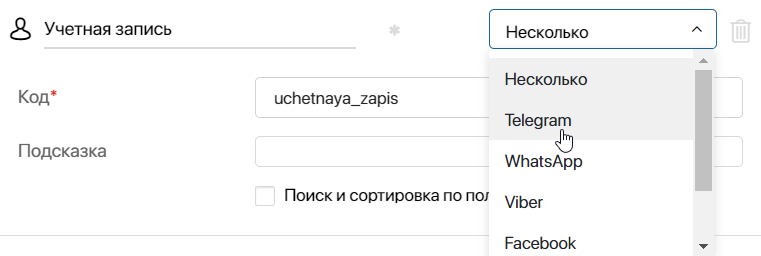 Учетная запись * Несколько
Несколько
Код* uchetnaya_zapis
Telegram
Подсказка
WhatsApp
Поиск и сортировка по пол
Viber
Facebook